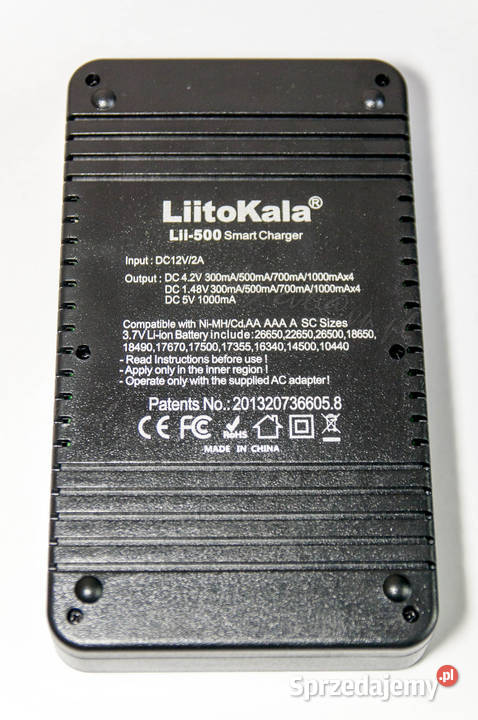 LiitoKala®
Lii-500 Smart Charger
Input : DC12V/2A
Output : DC 4.2V 300mA/500mA/700mA/1000mAx4
DC 1.48V 300mA/500mA/700mA/1000mAx4
DC 5V 1000mA
Compatible with Ni-MH/Cd,AA AAA A SC Sizes
3.7V Li-ion Battery include:26650,22650,26500,18650,
18490,17670,17500,17355,16340,14500,10440
- Read Instructions before use !
- Apply only in the inner region !
- Operate only with the supplied AC adapter!
Patents No.: 201320736605.8
CE FC RoHS
MADE IN CHINA
Sprzedajemy.pl